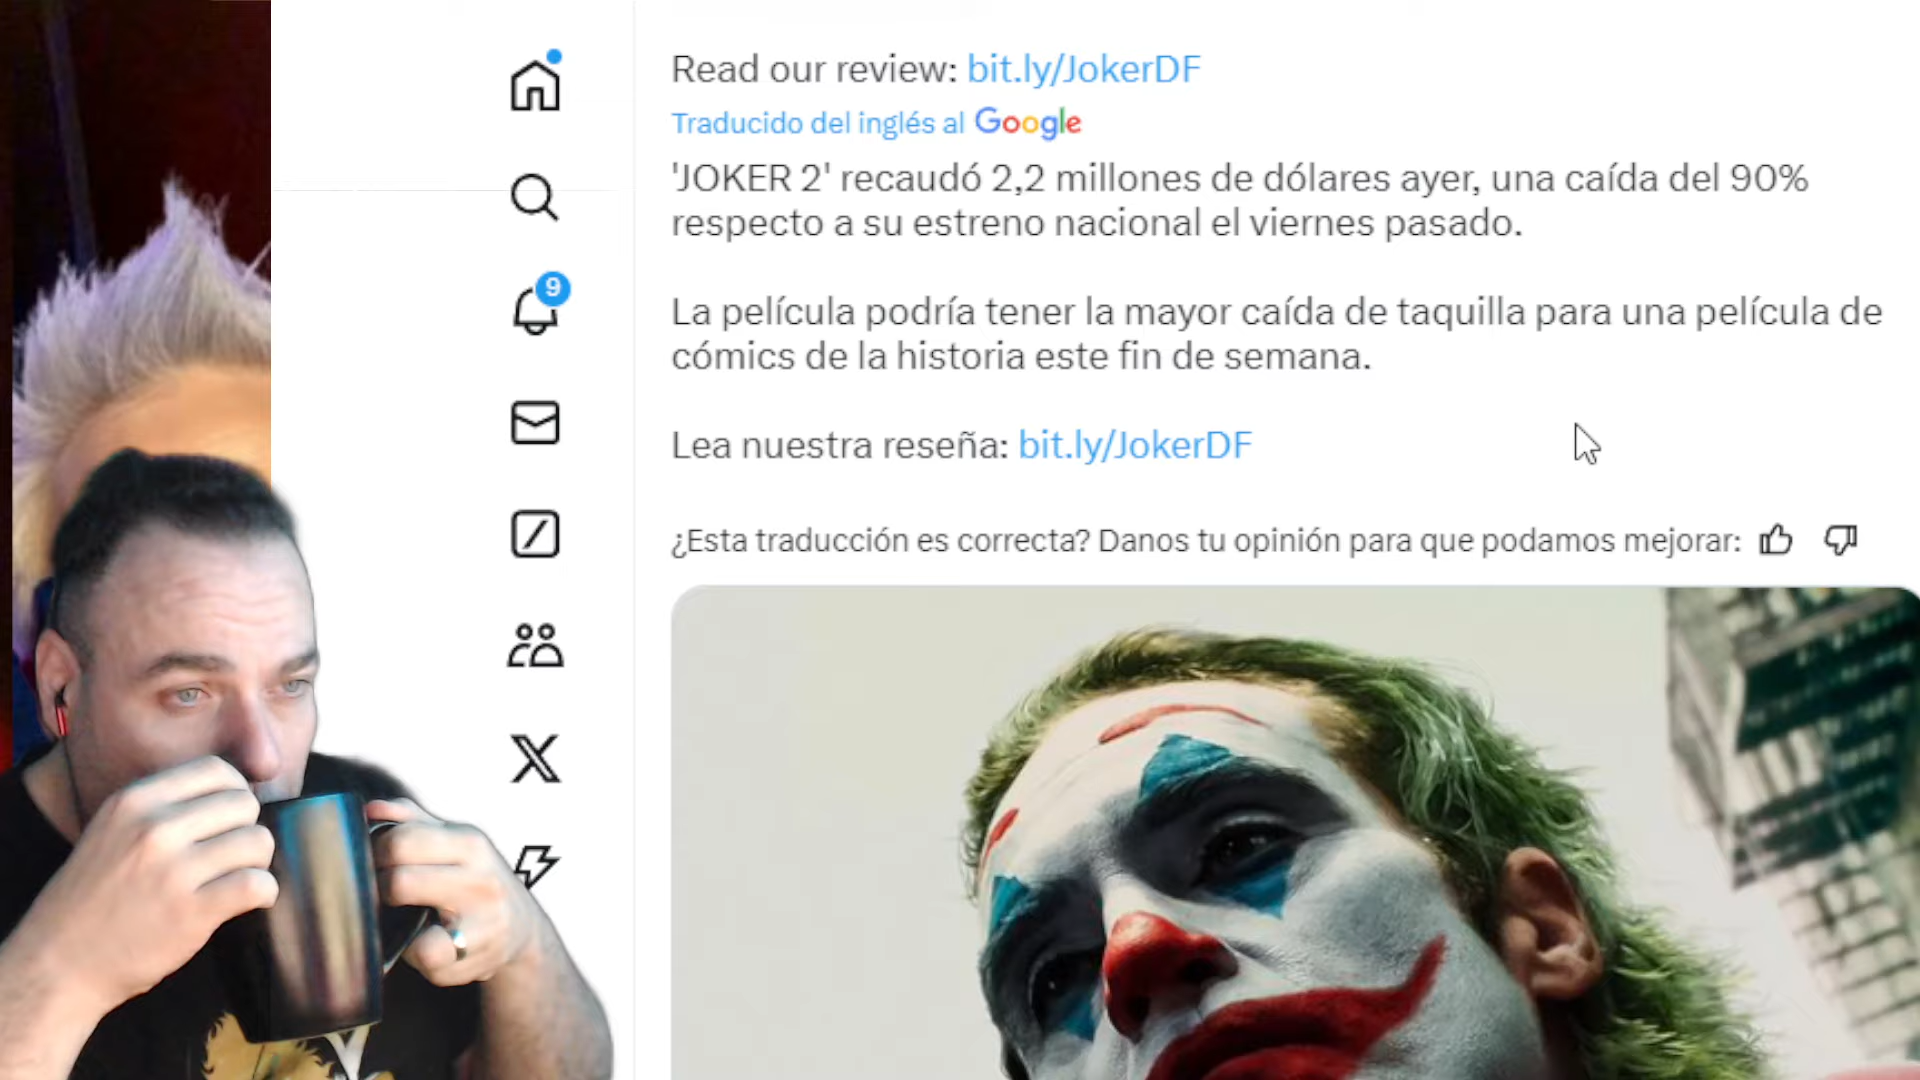 Read our review: bit.ly/JokerDF
Traducido del inglés al Google
'JOKER 2' recaudó 2,2 millones de dólares ayer, una caída del 90%
respecto a su estreno nacional el viernes pasado.
9
La película podría tener la mayor caída de taquilla para una película de
cómics de la historia este fin de semana.
Lea nuestra reseña: bit.ly/JokerDF
¿Esta traducción es correcta? Danos tu opinión para que podamos mejorar: